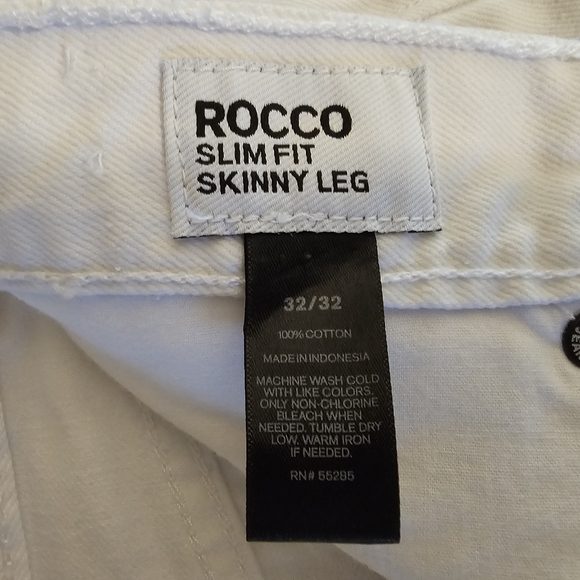 ROCCO
SLIM FIT
SKINNY LEG
32/32
100% COTTON
MADE IN INDONESIA
MACHINE WASH COLD
WITH LIKE COLORS.
ONLY NON-CHLORINE
BLEACH WHEN
NEEDED. TUMBLE DRY
LOW. WARM IRON
IF NEEDED.
RN# 55285